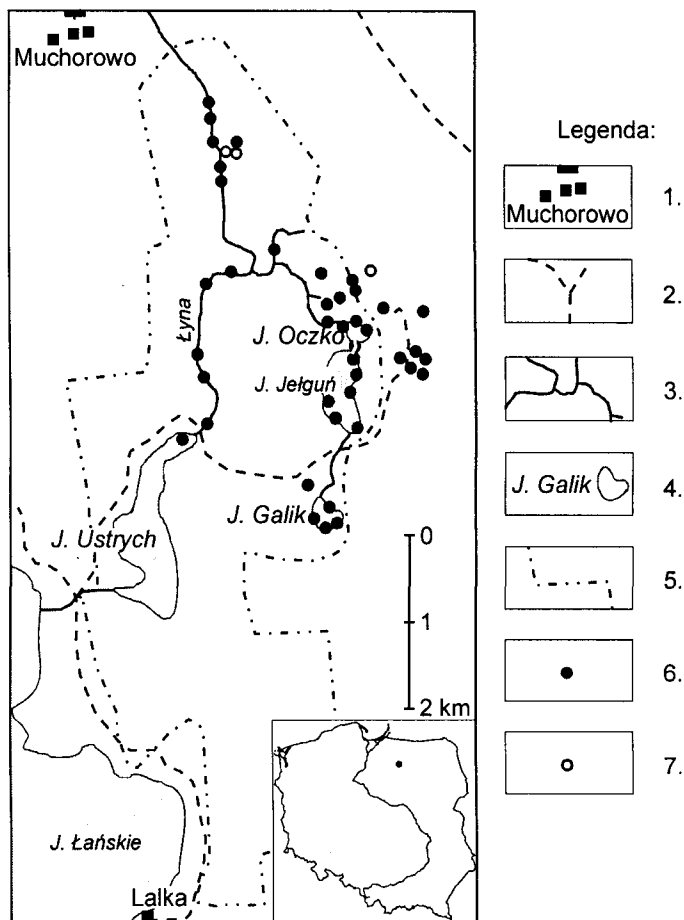 Muchorowo
Łyna
J. Oczko
J. Jełguń
J. Galik
J. Ustrych
0
1
2 km
J. Łańskie
Lalka
Legenda:
Muchorowo
1.
2.
3.
J. Galik
4.
5.
6.
7.